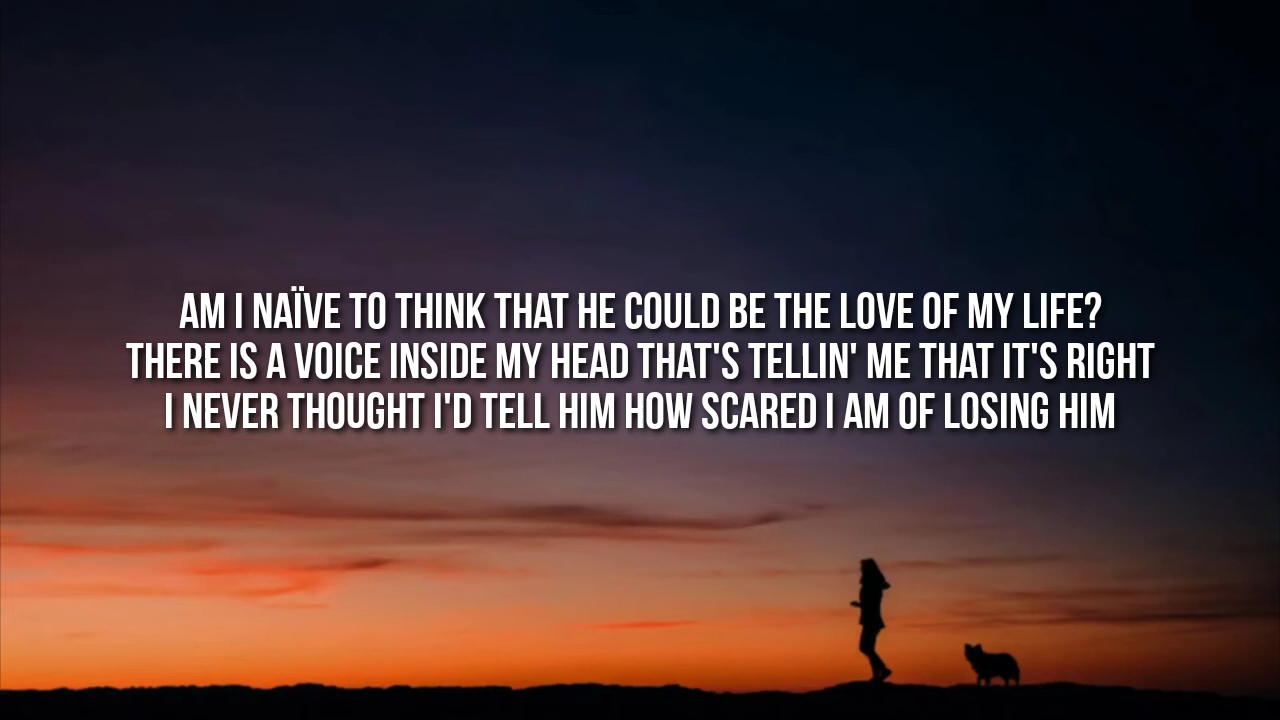 AM I NAÏVE TO THINK THAT HE COULD BE THE LOVE OF MY LIFE?
THERE IS A VOICE INSIDE MY HEAD THAT'S TELLIN' ME THAT IT'S RIGHT
I NEVER THOUGHT I'D TELL HIM HOW SCARED I AM OF LOSING HIM